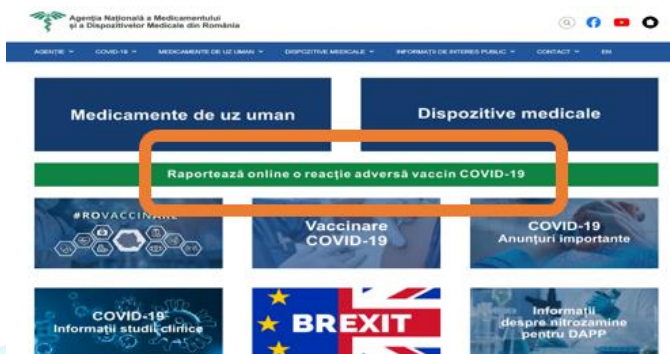 Agenția Națională a Medicamentului
și a Dispozitivelor Medicale din România
AGENȚIE
COVID-19
MEDICAMENTE DE UZ UMAN
DISPOZITIVE MEDICALE
INFORMAȚII DE INTERES PUBLIC
CONTACT
EN
Medicamente de uz uman
Dispozitive medicale
Raportează online o reacție adversă vaccin COVID-19
#ROVACCINARE
Vaccinare
COVID-19
COVID-19
Anunțuri importante
COVID-19
Informații studii clinice
BREXIT
Informații
despre nitrozamine
pentru DAPP